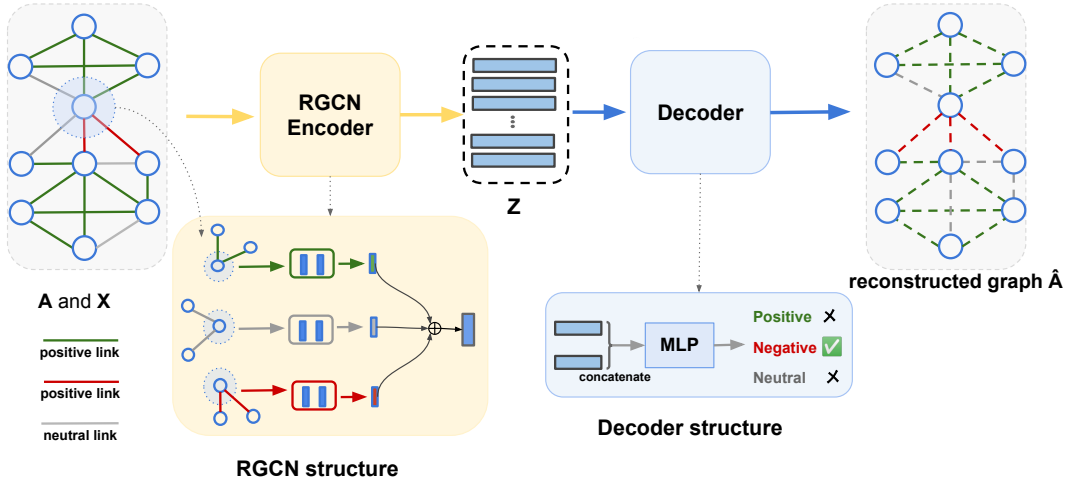 RGCN
Encoder
Z
Decoder
reconstructed graph Â
A and X
positive link
positive link
neutral link
RGCN structure
concatenate
MLP
Positive ✗
Negative ✅
Neutral ✗
Decoder structure